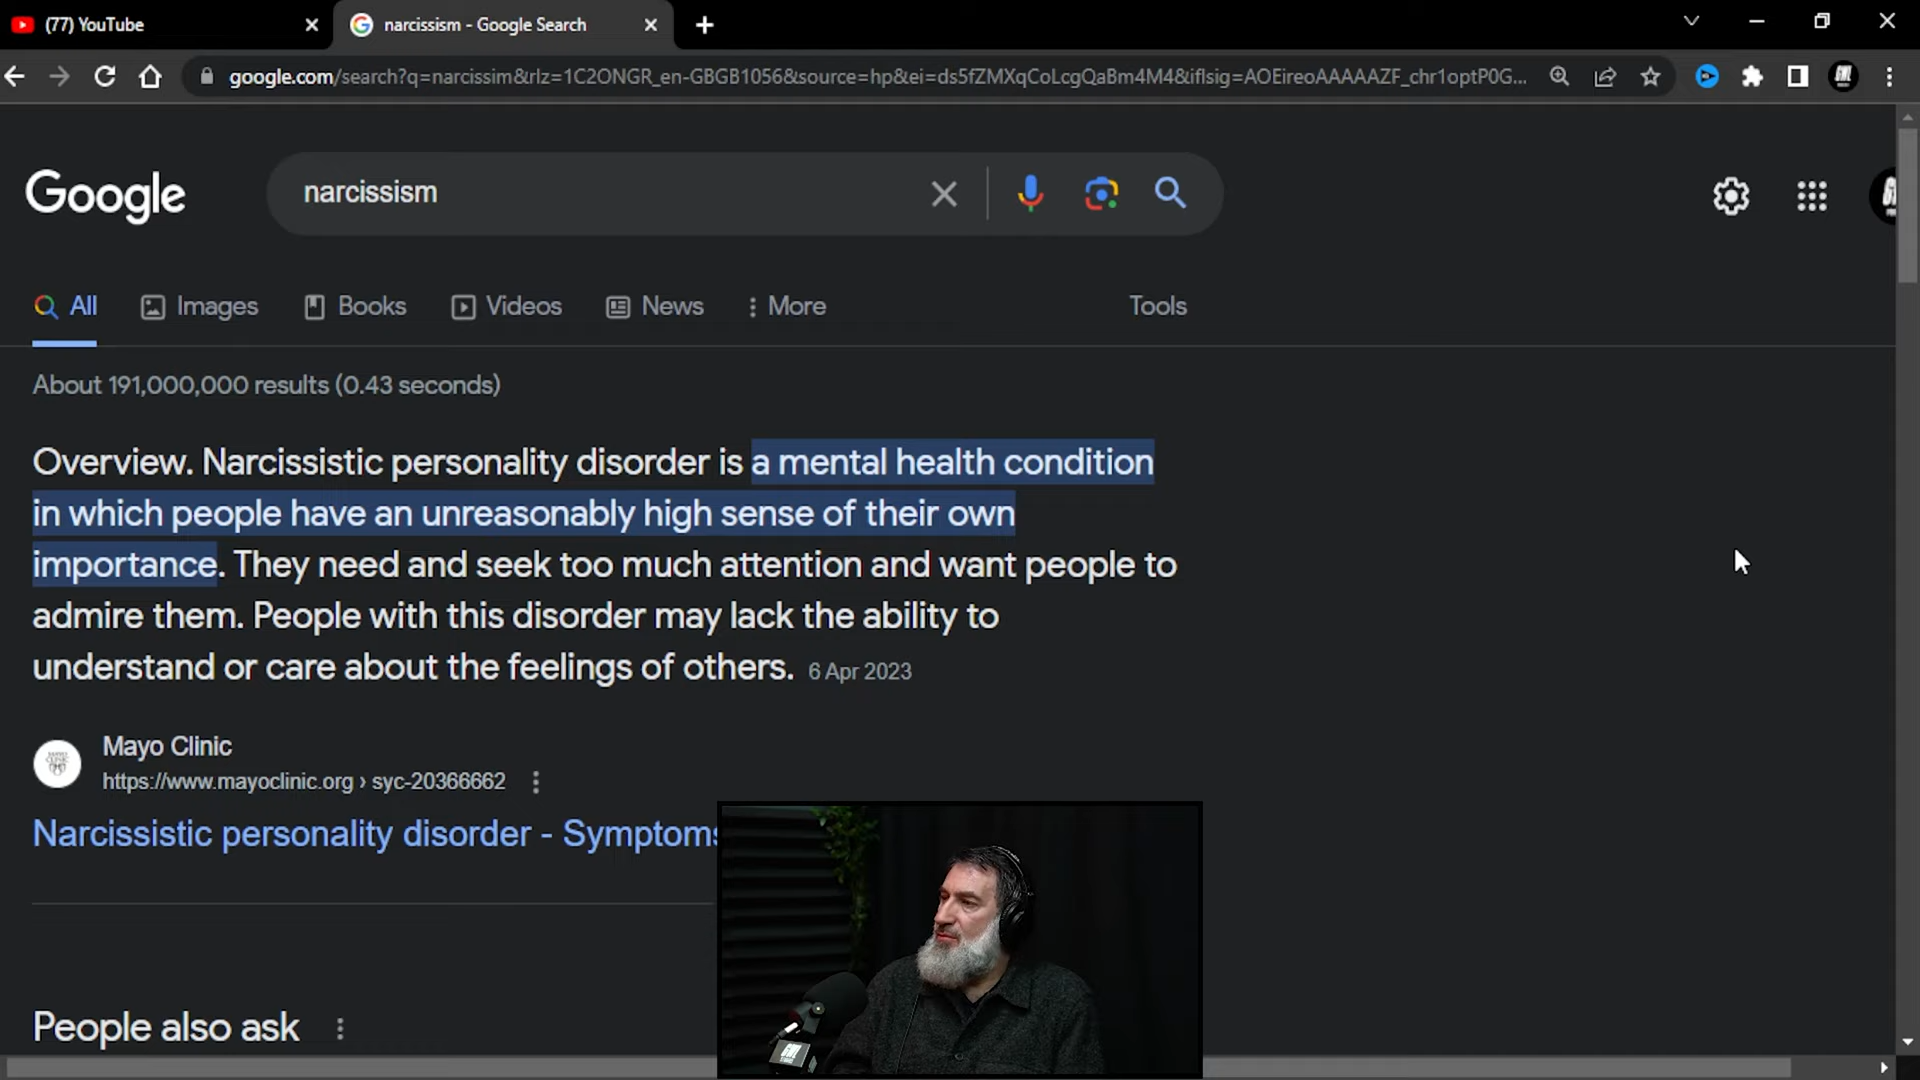 (77) YouTube
narcissism - Google Search
google.com/search?q=narcissim&rlz=1C2ONGR_en-GBGB1056&source=hp&ei=ds5fZMXqCoLcgQaBm4M4&iflsig=AOEireoAAAAAZF_chr1optP0G...
Google
narcissism
All
Images
Books
Videos
News
More
Tools
About 191,000,000 results (0.43 seconds)
Overview. Narcissistic personality disorder is a mental health condition
in which people have an unreasonably high sense of their own
importance. They need and seek too much attention and want people to
admire them. People with this disorder may lack the ability to
understand or care about the feelings of others. 6 Apr 2023
Mayo Clinic
https://www.mayoclinic.org › syc-20366662
Narcissistic personality disorder - Symptoms
People also ask